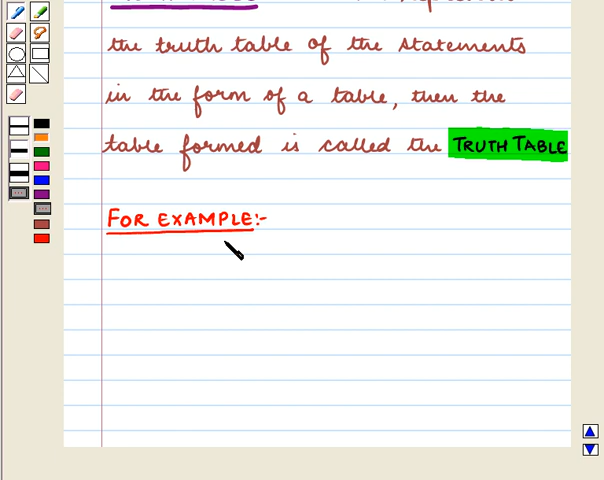 the truth table of the statements
in the form of a table, then the
table formed is called the TRUTH TABLE
FOR EXAMPLE:-